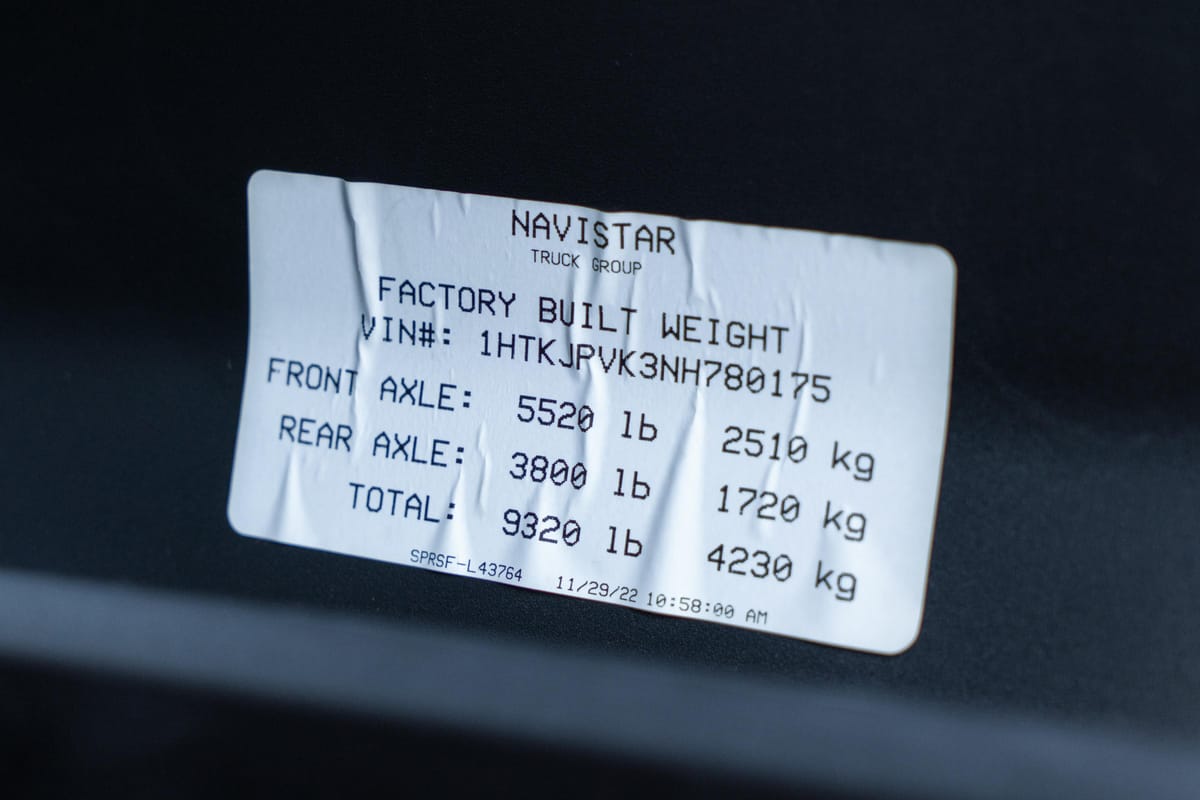 NAVISTAR
TRUCK GROUP
FACTORY BUILT WEIGHT
VIN#: 1HTKJPVK3NH780175
FRONT AXLE: 5520 lb 2510 kg
REAR AXLE: 3800 lb 1720 kg
TOTAL: 9320 lb 4230 kg
SPRSF-L43764 11/29/22 10:58:00 AM